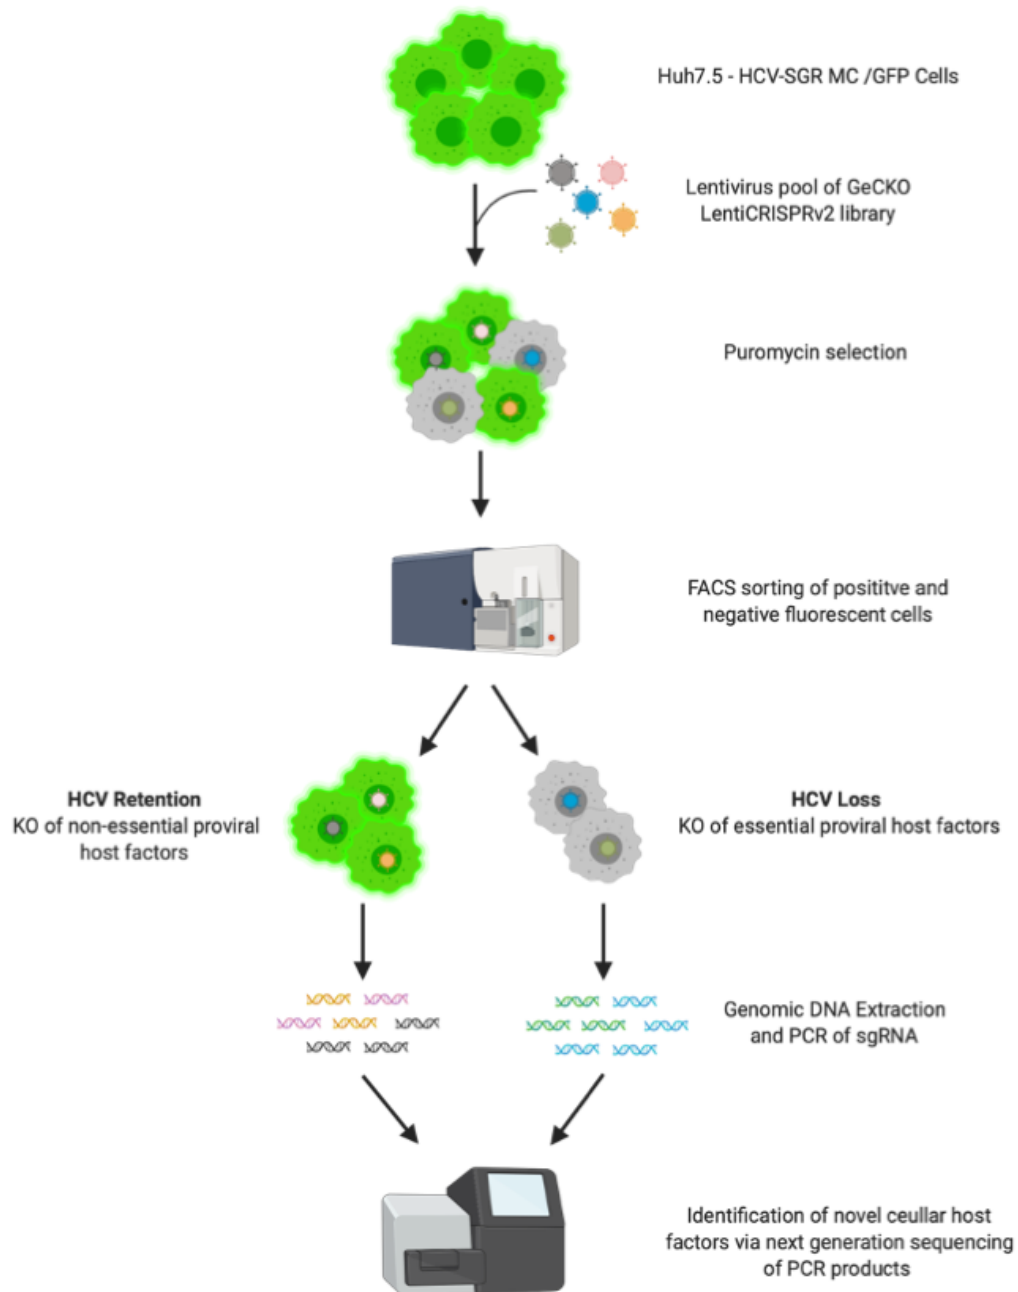 Huh7.5 - HCV-SGR MC /GFP Cells
Lentivirus pool of GeCKO
LentiCRISPRv2 library
Puromycin selection
FACS sorting of posititve and
negative fluorescent cells
HCV Retention
KO of non-essential proviral
host factors
HCV Loss
KO of essential proviral host factors
Genomic DNA Extraction
and PCR of sgRNA
Identification of novel ceullar host
factors via next generation sequencing
of PCR products